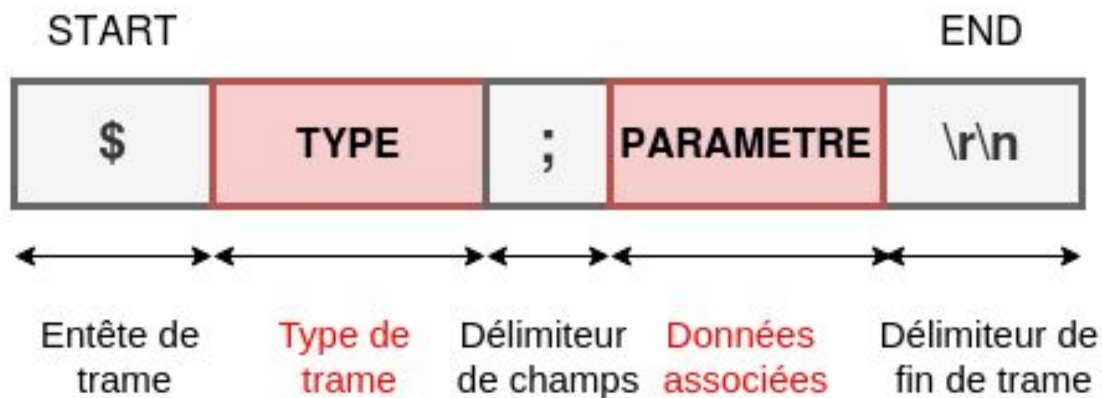 START END
$ TYPE ; PARAMETRE \r\n
Entête de Type de Délimiteur Données Délimiteur de
trame trame de champs associées fin de trame